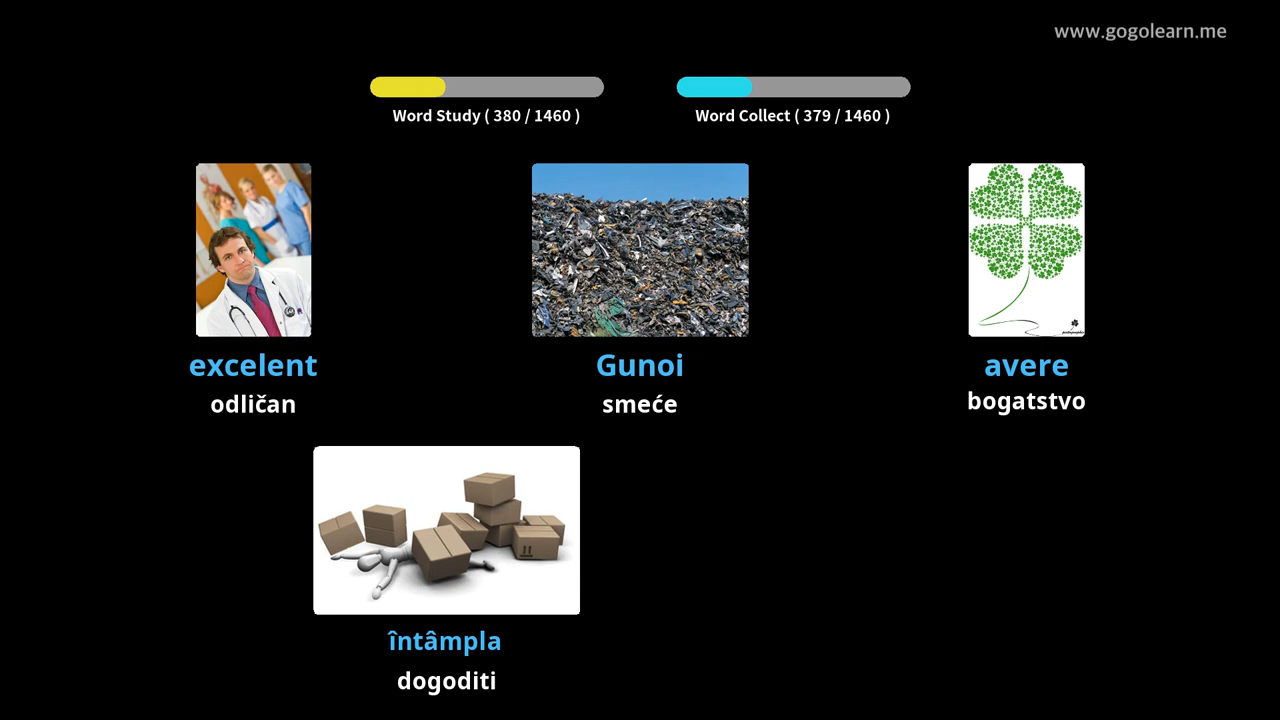 www.gogolearn.me
Word Study ( 380 / 1460 )
Word Collect ( 379 / 1460 )
excelent
Gunoi
avere
odličan
smeće
bogatstvo
întâmpla
dogoditi